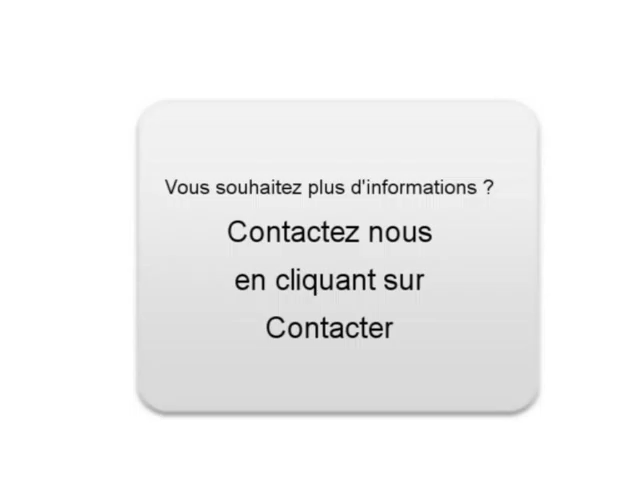 Vous souhaitez plus d'informations ?
Contactez nous
en cliquant sur
Contacter